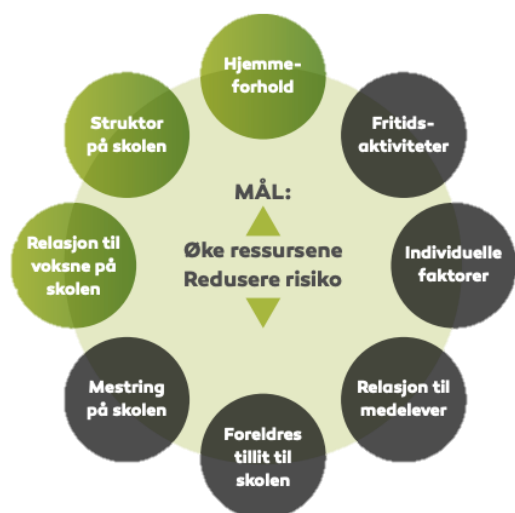 Hjemme-
forhold
Fritids-
aktiviteter
Individuelle
faktorer
Relasjon til
medelever
Foreldres
tillit til
skolen
Mestring
på skolen
Relasjon til
voksne på
skolen
Struktor
på skolen
MÅL:
Øke ressursene
Redusere risiko